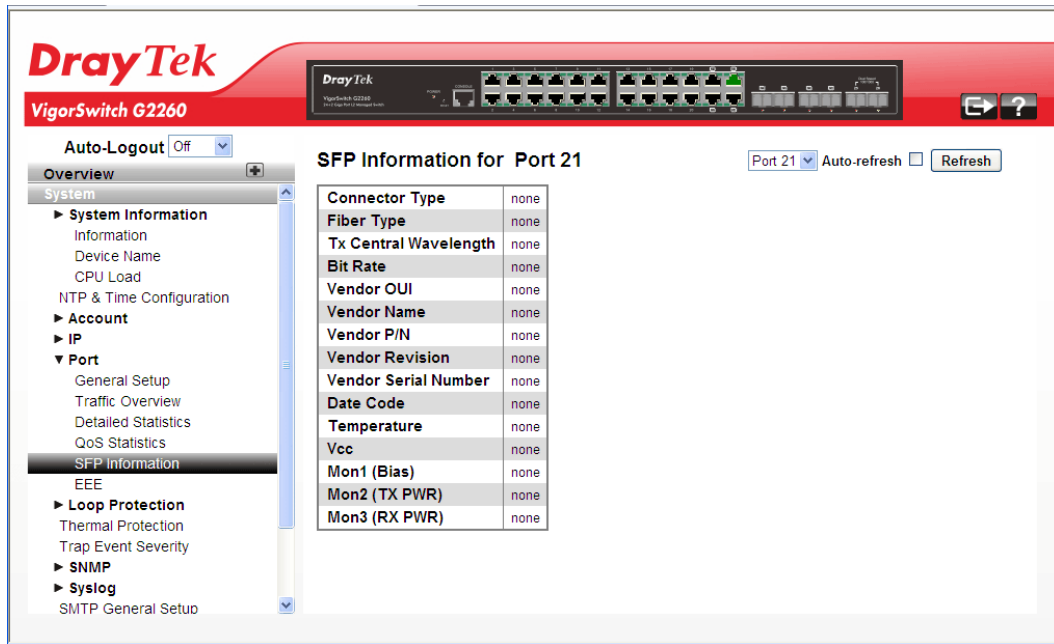 DrayTek
VigorSwitch G2260
DrayTek
VigorSwitch G2260
CONSOLE
Auto-Logout Off
Overview
System
System Information
Information
Device Name
CPU Load
NTP & Time Configuration
Account
IP
Port
General Setup
Traffic Overview
Detailed Statistics
QoS Statistics
SFP Information
EEE
Loop Protection
Thermal Protection
Trap Event Severity
SNMP
Syslog
SMTP General Setup
SFP Information for Port 21
Port 21 Auto-refresh Refresh
Connector Type none
Fiber Type none
Tx Central Wavelength none
Bit Rate none
Vendor OUI none
Vendor Name none
Vendor P/N none
Vendor Revision none
Vendor Serial Number none
Date Code none
Temperature none
Vcc none
Mon1 (Bias) none
Mon2 (TX PWR) none
Mon3 (RX PWR) none